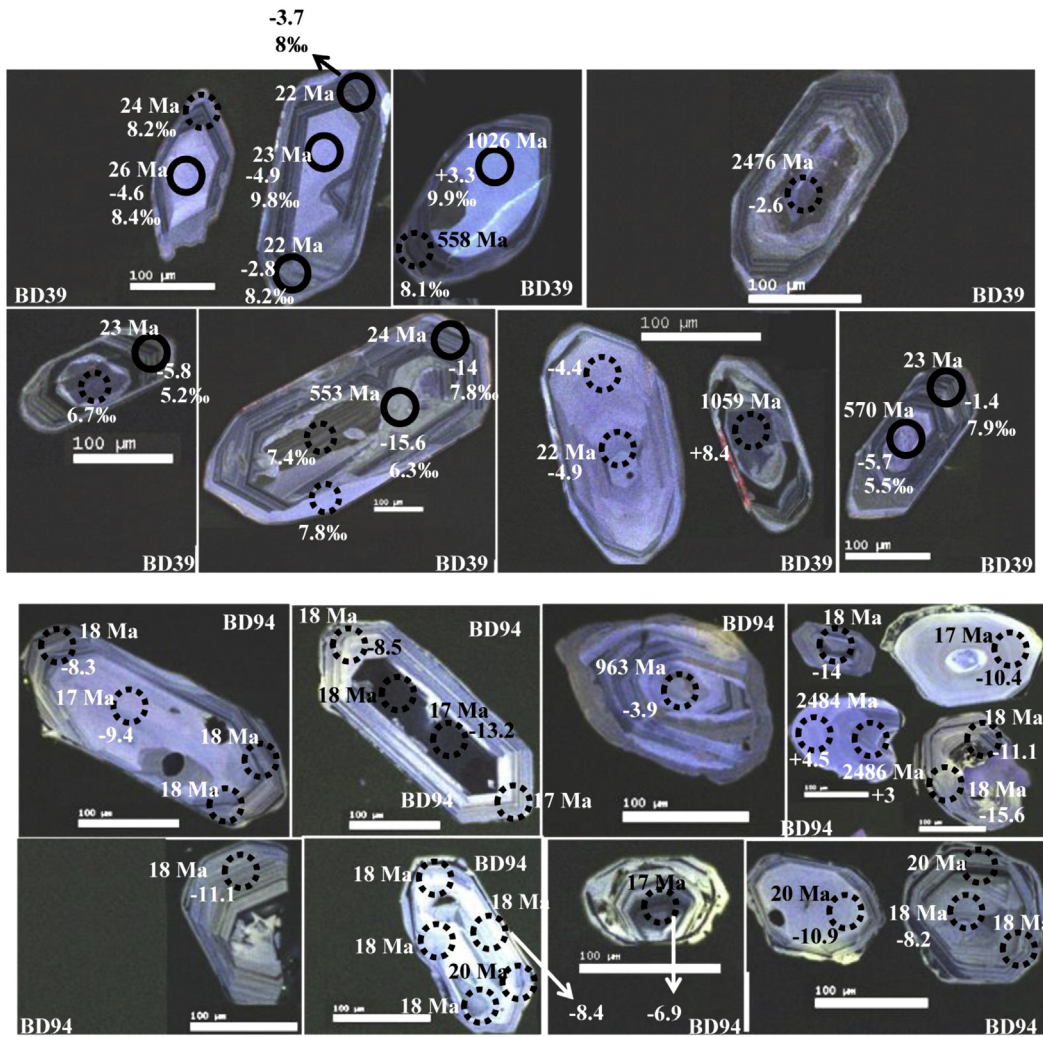 -3.7
8‰
24 Ma
8.2‰
26 Ma
-4.6
8.4‰
100 µm
22 Ma
23 Ma
-4.9
9.8‰
22 Ma
-2.8
8.2‰
BD39
1026 Ma
+3.3
9.9‰
558 Ma
8.1‰
BD39
2476 Ma
-2.6
100 µm
BD39
23 Ma
-5.8
5.2‰
6.7‰
100 µm
BD39
24 Ma
-14
7.8‰
553 Ma
-15.6
6.3‰
7.4‰
7.8‰
100 µm
BD39
100 µm
-4.4
22 Ma
-4.9
1059 Ma
+8.4
BD39
23 Ma
-1.4
7.9‰
570 Ma
-5.7
5.5‰
100 µm
BD39
18 Ma
BD94
-8.3
17 Ma
-9.4
18 Ma
18 Ma
100 µm
18 Ma
BD94
-8.5
18 Ma
17 Ma
-13.2
BD94
17 Ma
100 µm
BD94
963 Ma
-3.9
100 µm
18 Ma
-14
17 Ma
-10.4
2484 Ma
+4.5
2486 Ma
+3
100 µm
18 Ma
-11.1
18 Ma
-15.6
100 µm
BD94
18 Ma
-11.1
100 µm
BD94
18 Ma
18 Ma
18 Ma
20 Ma
18 Ma
100 µm
BD94
17 Ma
100 µm
-8.4
-6.9
BD94
20 Ma
-10.9
20 Ma
18 Ma
-8.2
18 Ma
100 µm
BD94